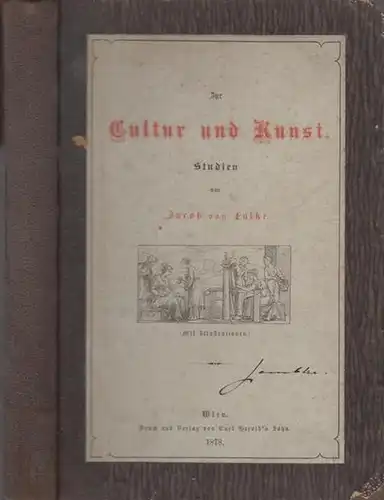 Zur
Cultur und Kunst.
Studien
von
Jacob von Falke.
(Mit Illustrationen.)
Wien.
Druck und Verlag von Carl Gerold's Sohn.
1878.